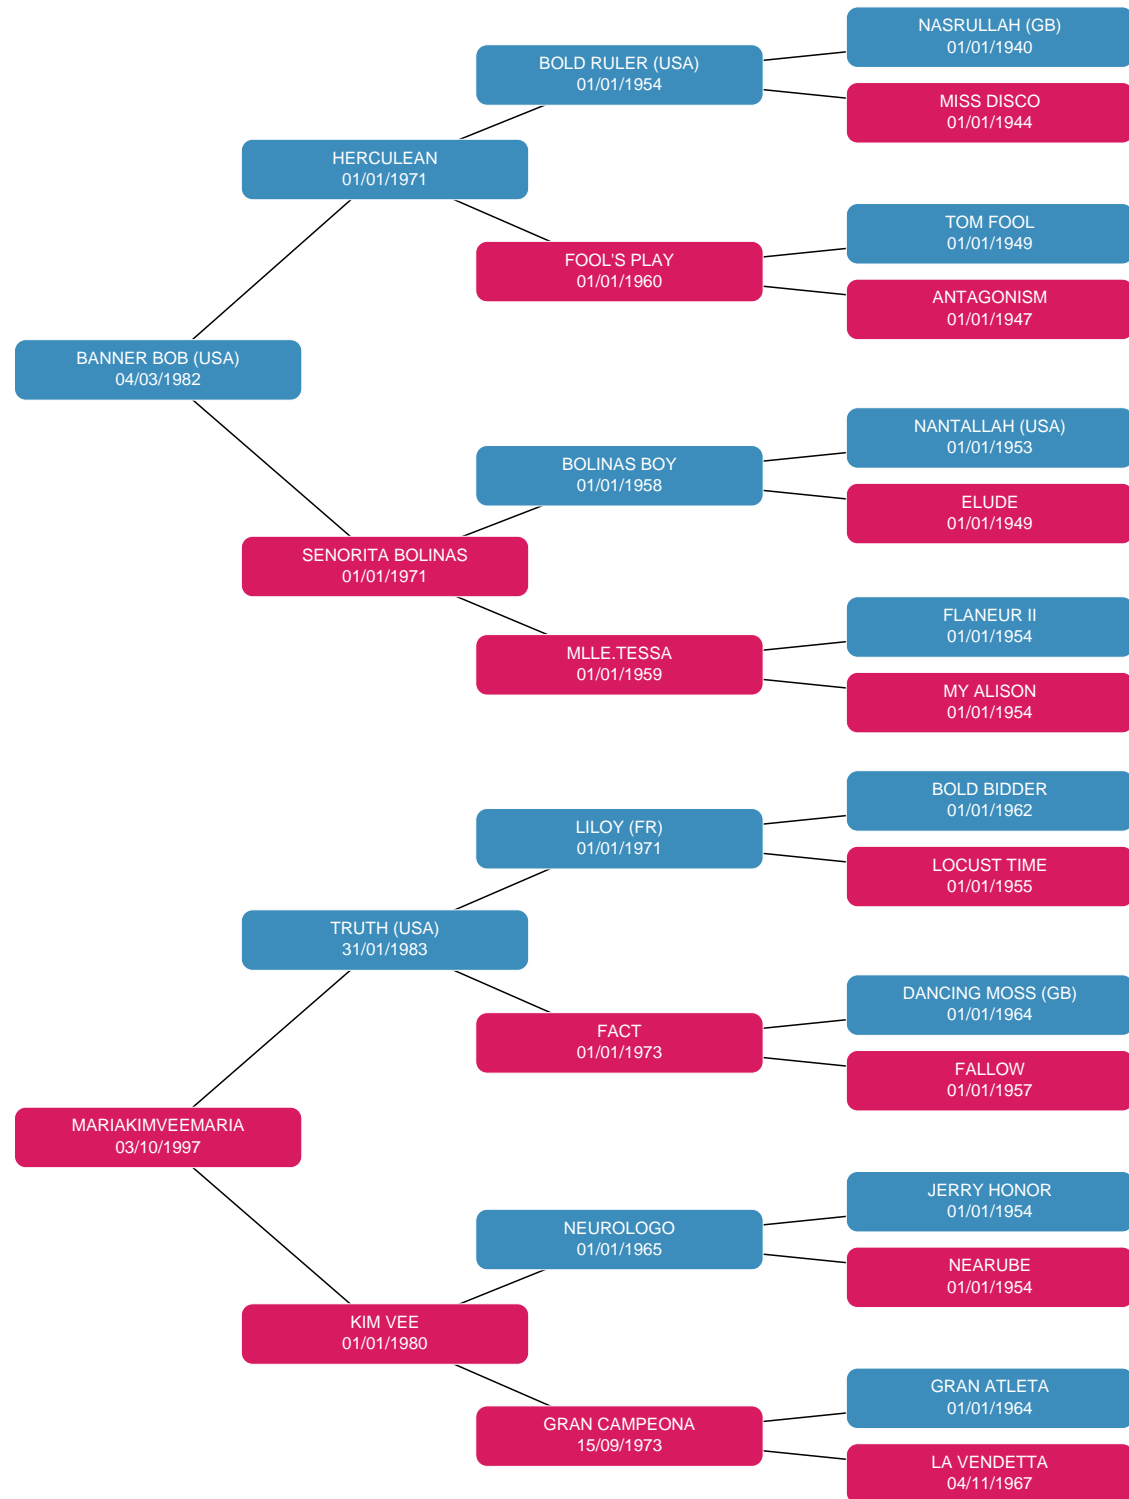 NASRULLAH (GB)
01/01/1940
BOLD RULER (USA)
01/01/1954
MISS DISCO
01/01/1944
HERCULEAN
01/01/1971
TOM FOOL
01/01/1949
FOOL'S PLAY
01/01/1960
ANTAGONISM
01/01/1947
BANNER BOB (USA)
04/03/1982
NANTALLAH (USA)
01/01/1953
BOLINAS BOY
01/01/1958
ELUDE
01/01/1949
SENORITA BOLINAS
01/01/1971
FLANEUR II
01/01/1954
MLLE.TESSA
01/01/1959
MY ALISON
01/01/1954
BOLD BIDDER
01/01/1962
LILOY (FR)
01/01/1971
LOCUST TIME
01/01/1955
TRUTH (USA)
31/01/1983
DANCING MOSS (GB)
01/01/1964
FACT
01/01/1973
FALLOW
01/01/1957
MARIAKIMVEEMARIA
03/10/1997
JERRY HONOR
01/01/1954
NEUROLOGO
01/01/1965
NEARUBE
01/01/1954
KIM VEE
01/01/1980
GRAN ATLETA
01/01/1964
GRAN CAMPEONA
15/09/1973
LA VENDETTA
04/11/1967